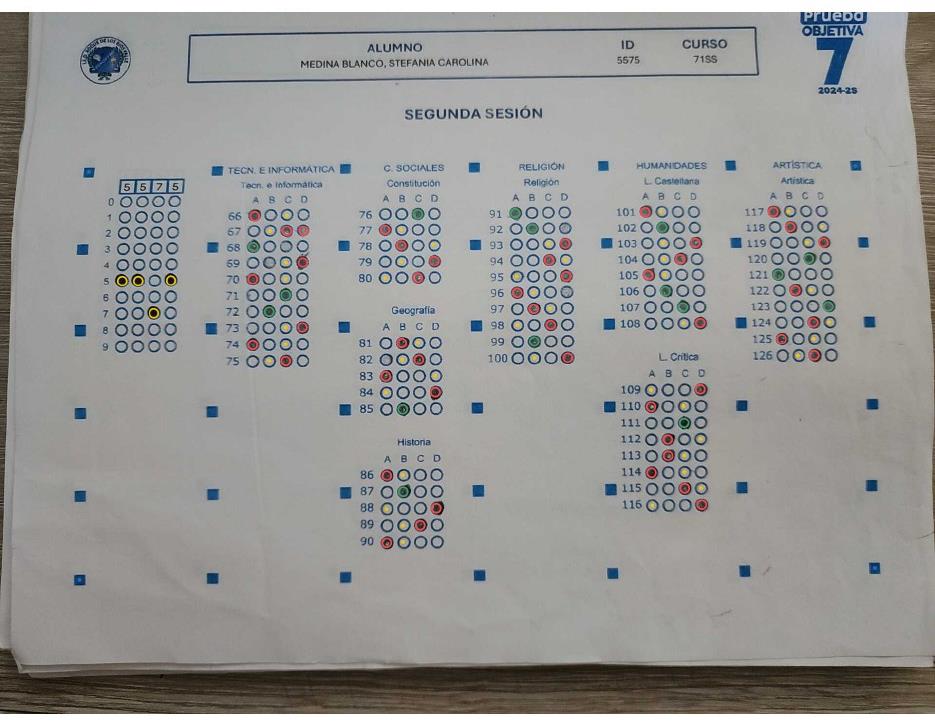 Prueba
OBJETIVA
7
2024-2S
ALUMNO ID CURSO
MEDINA BLANCO, STEFANIA CAROLINA 5575 71SS
SEGUNDA SESIÓN
5 5 7 5
0
1
2
3
4
5
6
7
8
9
TECN. E INFORMÁTICA
Tecn. e Informática
A B C D
66
67
68
69
70
71
72
73
74
75
C. SOCIALES
Constitución
A B C D
76
77
78
79
80
Geografía
A B C D
81
82
83
84
85
Historia
A B C D
86
87
88
89
90
RELIGIÓN
Religión
A B C D
91
92
93
94
95
96
97
98
99
100
HUMANIDADES
L. Castellana
A B C D
101
102
103
104
105
106
107
108
L. Crítica
A B C D
109
110
111
112
113
114
115
116
ARTÍSTICA
Artística
A B C D
117
118
119
120
121
122
123
124
125
126